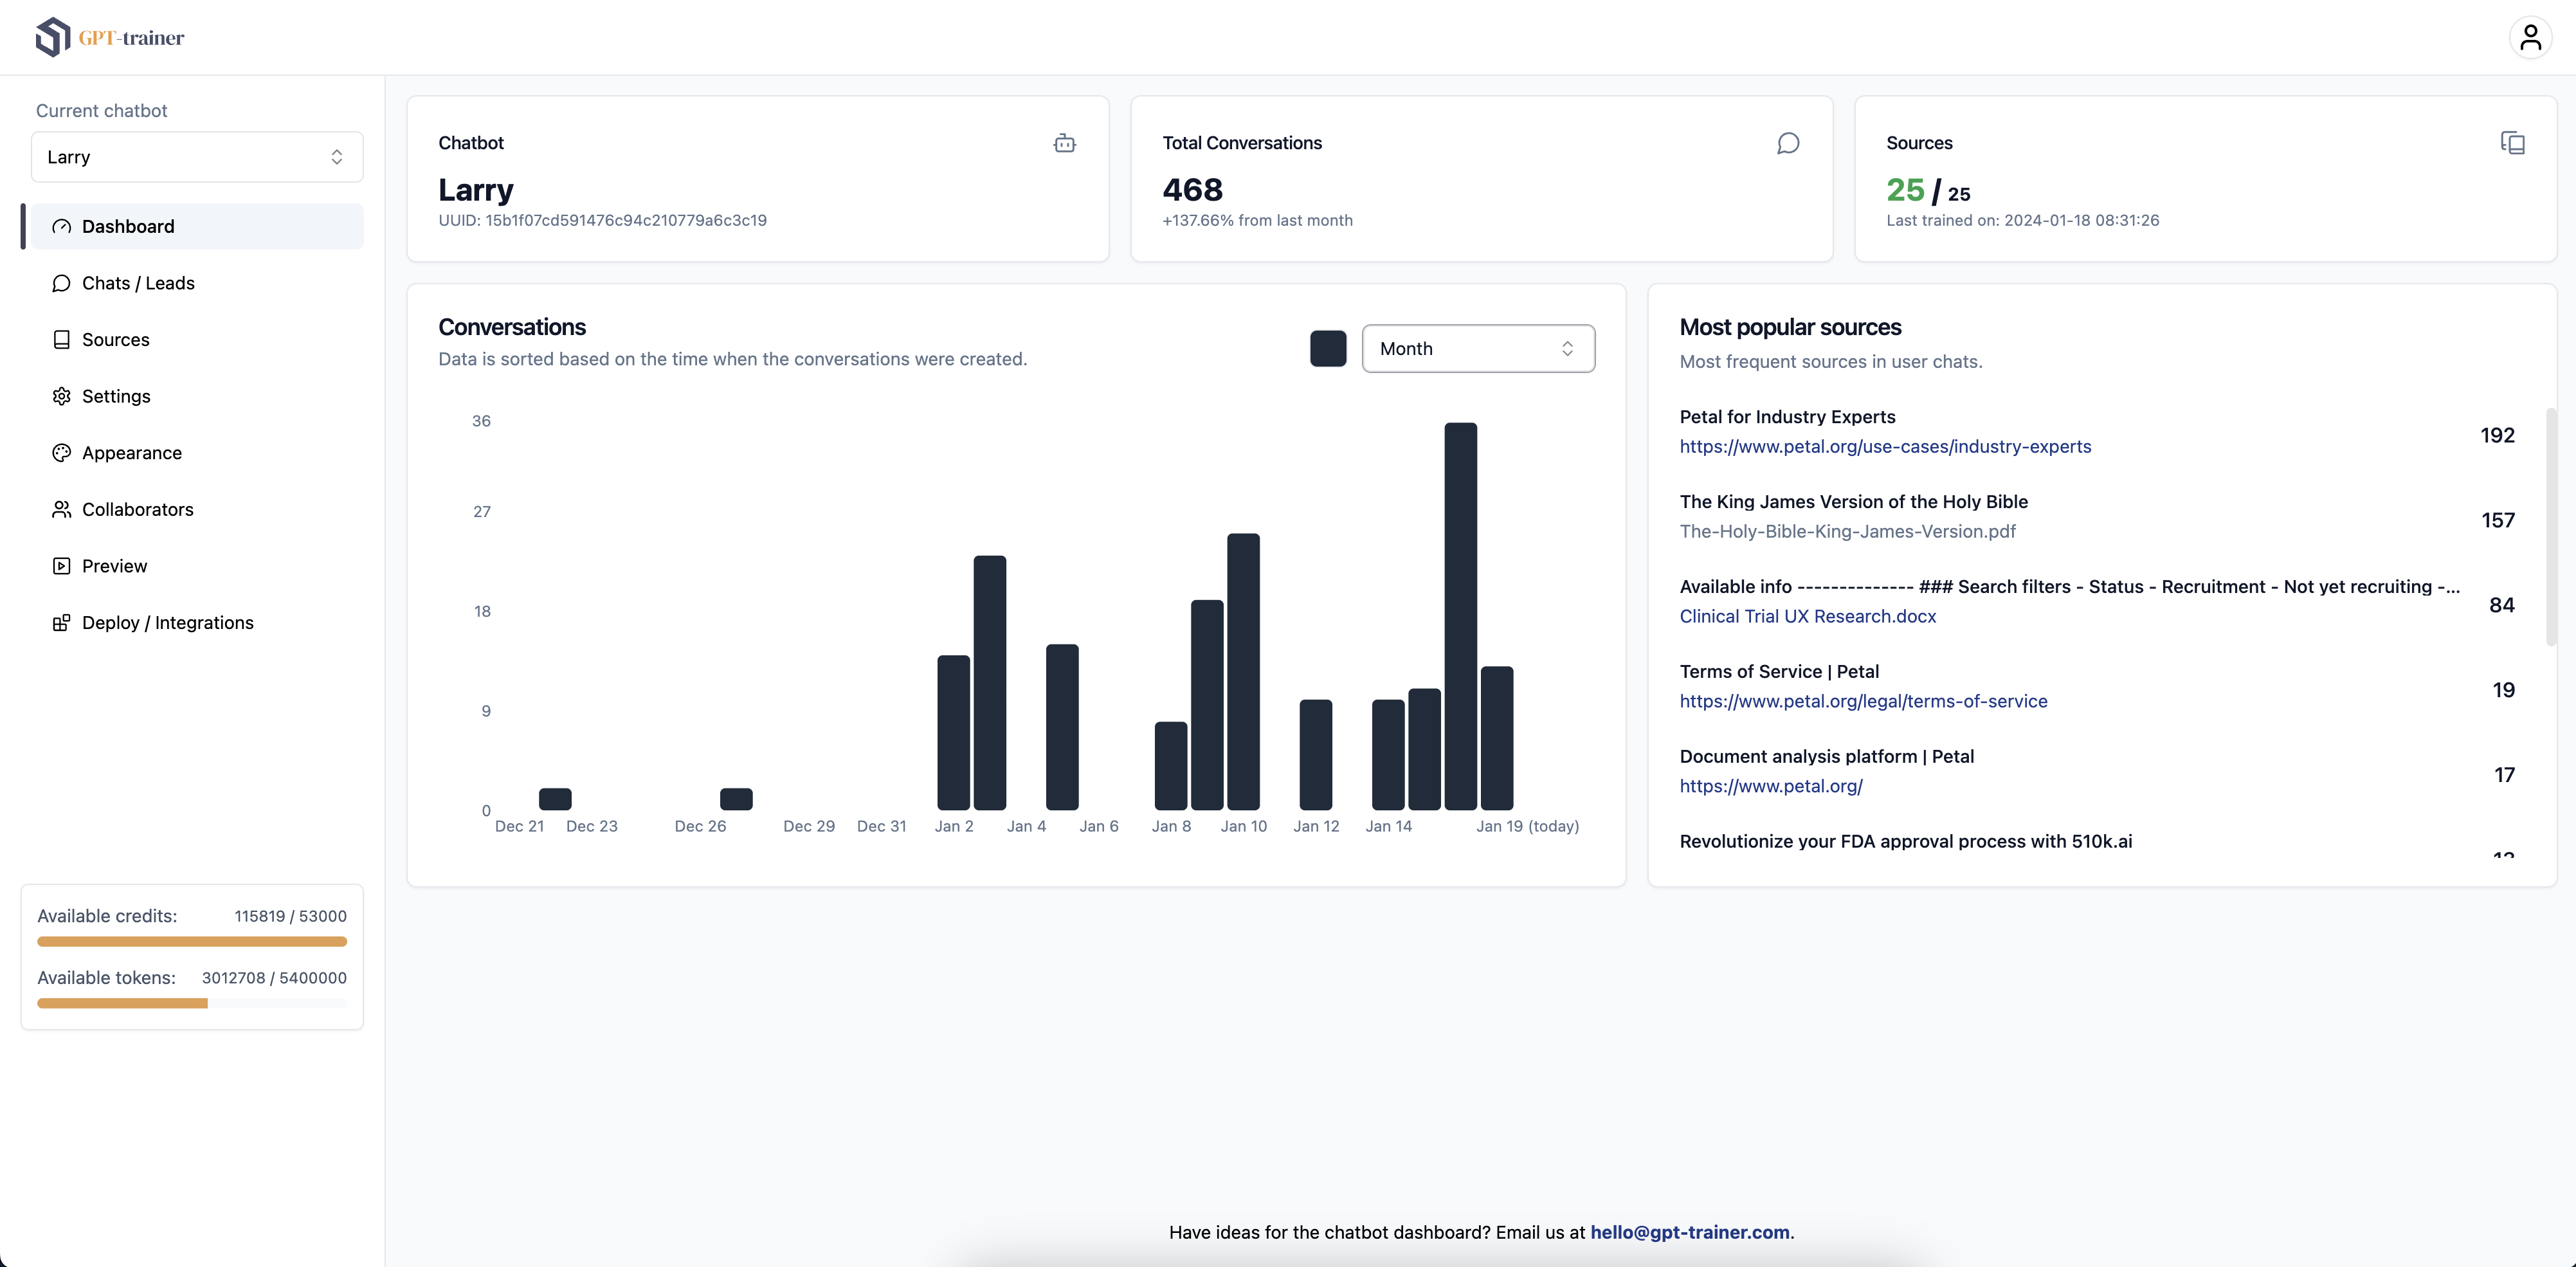 GPT-trainer
Current chatbot
Larry
Dashboard
Chats / Leads
Sources
Settings
Appearance
Collaborators
Preview
Deploy / Integrations
Available credits: 115819 / 53000
Available tokens: 3012708 / 5400000
Chatbot
Larry
UUID: 15b1f07cd591476c94c210779a6c3c19
Total Conversations
468
+137.66% from last month
Sources
25 / 25
Last trained on: 2024-01-18 08:31:26
Conversations
Data is sorted based on the time when the conversations were created.
Month
36
27
18
9
0
Dec 21 Dec 23 Dec 26 Dec 29 Dec 31 Jan 2 Jan 4 Jan 6 Jan 8 Jan 10 Jan 12 Jan 14 Jan 19 (today)
Most popular sources
Most frequent sources in user chats.
Petal for Industry Experts
https://www.petal.org/use-cases/industry-experts
192
The King James Version of the Holy Bible
The-Holy-Bible-King-James-Version.pdf
157
Available info -------------- ### Search filters - Status - Recruitment - Not yet recruiting -...
Clinical Trial UX Research.docx
84
Terms of Service | Petal
https://www.petal.org/legal/terms-of-service
19
Document analysis platform | Petal
https://www.petal.org/
17
Revolutionize your FDA approval process with 510k.ai
Have ideas for the chatbot dashboard? Email us at hello@gpt-trainer.com.